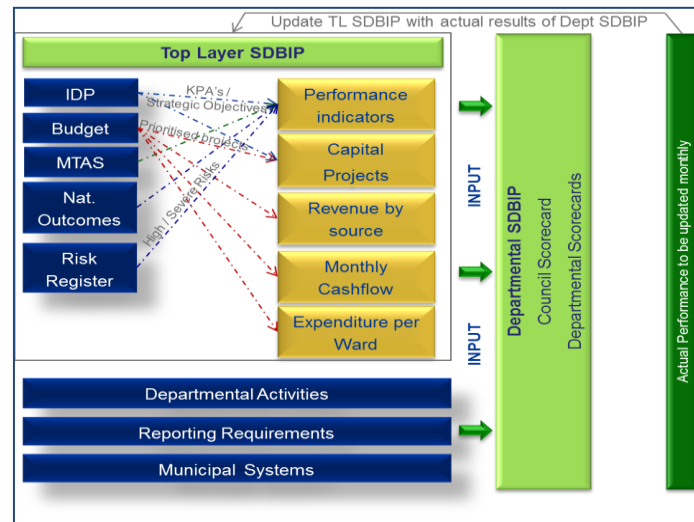 Update TL SDBIP with actual results of Dept SDBIP
Top Layer SDBIP
IDP
Budget
MTAS
Nat.
Outcomes
Risk
Register
KPA's /
Strategic Objectives
Prioritised projects
High / Severe Risks
Performance
indicators
Capital
Projects
Revenue by
source
Monthly
Cashflow
Expenditure per
Ward
INPUT
INPUT
Departmental SDBIP
Council Scorecard
Departmental Scorecards
Actual Performance to be updated monthly
Departmental Activities
Reporting Requirements
Municipal Systems